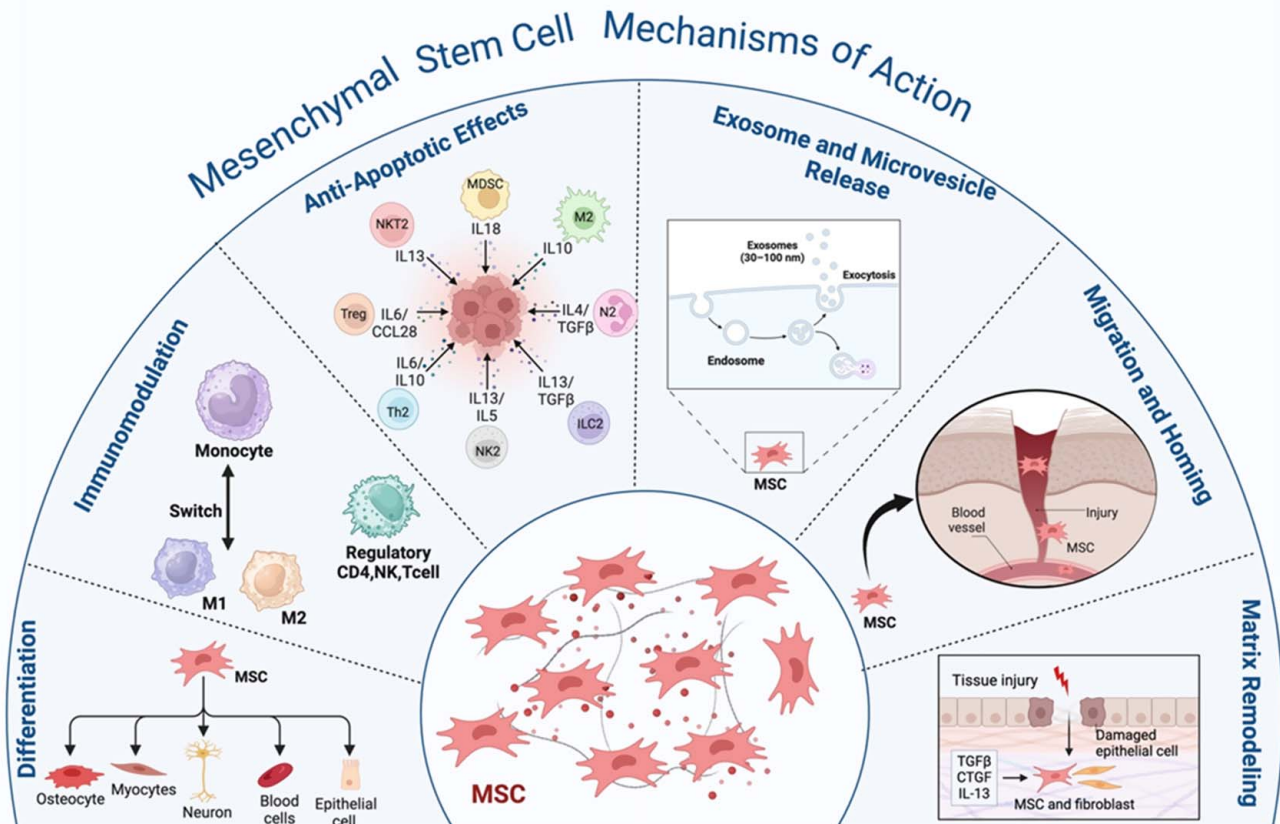 Mesenchymal Stem Cell Mechanisms of Action
Anti-Apoptotic Effects
MDSC
IL18
NKT2
IL13
M2
IL10
Treg
IL6/
CCL28
IL4/
TGFβ
N2
IL6/
IL10
Th2
IL13/
IL5
NK2
IL13/
TGFβ
ILC2
Exosome and Microvesicle
Release
Exosomes
(30–100 nm)
Exocytosis
Endosome
MSC
Immunomodulation
Monocyte
Switch
M1
M2
Regulatory
CD4,NK,Tcell
Migration and Homing
Blood
vessel
Injury
MSC
MSC
Differentiation
MSC
Osteocyte
Myocytes
Neuron
Blood
cells
Epithelial
cell
MSC
Matrix Remodeling
Tissue injury
Damaged
epithelial cell
TGFβ
CTGF
IL-13
MSC and fibroblast